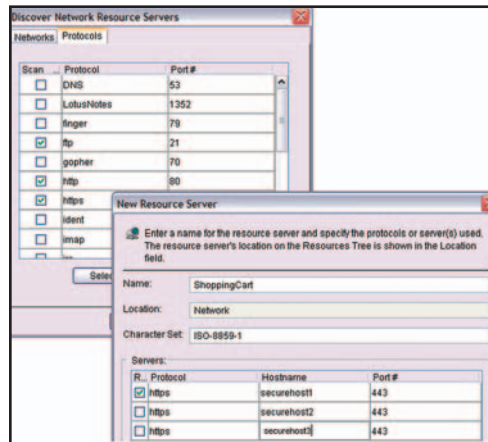 Discover Network Resource Servers
Networks Protocols
Scan ... Protocol Port #
DNS 53
LotusNotes 1352
finger 79
ftp 21
gopher 70
http 80
https
ident
imap
Selec
New Resource Server
Enter a name for the resource server and specify the protocols or server(s) used.
The resource server's location on the Resources Tree is shown in the Location
field.
Name: ShoppingCart
Location: Network
Character Set: ISO-8859-1
Servers:
R... Protocol Hostname Port #
https securehost1 443
https securehost2 443
https securehost3 443